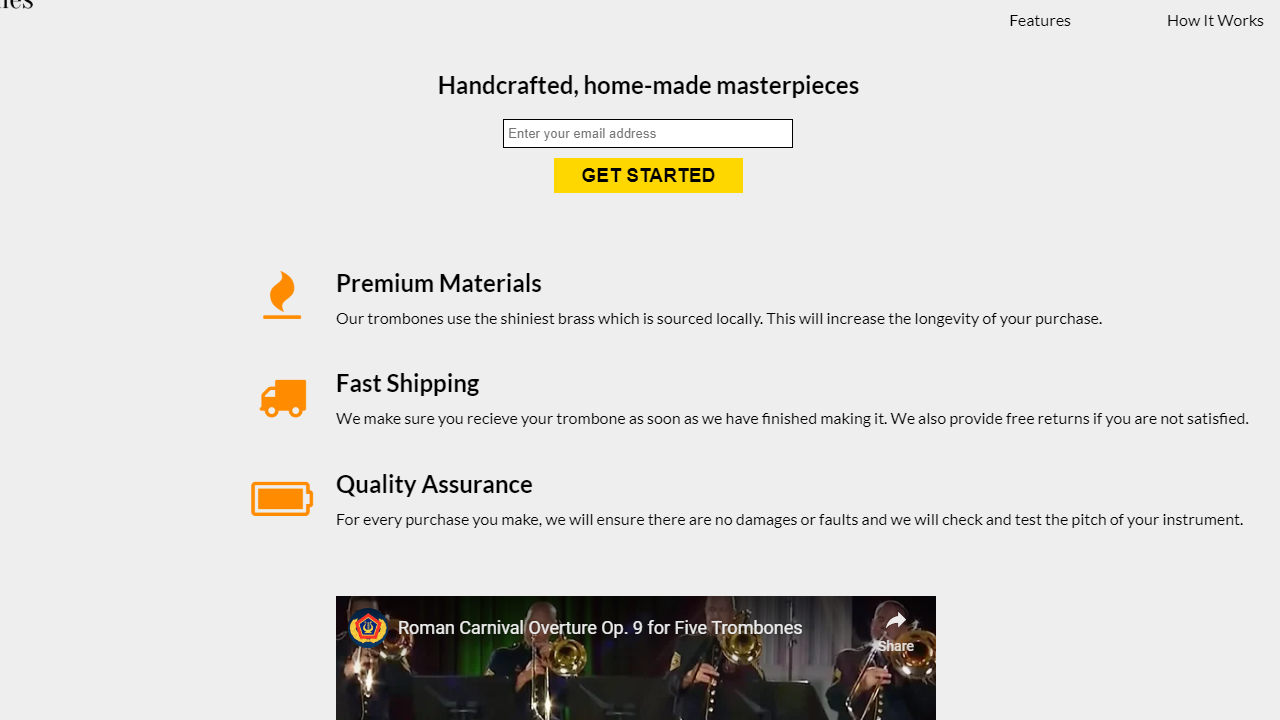 Features
How It Works
Handcrafted, home-made masterpieces
Enter your email address
GET STARTED
Premium Materials
Our trombones use the shiniest brass which is sourced locally. This will increase the longevity of your purchase.
Fast Shipping
We make sure you recieve your trombone as soon as we have finished making it. We also provide free returns if you are not satisfied.
Quality Assurance
For every purchase you make, we will ensure there are no damages or faults and we will check and test the pitch of your instrument.
Roman Carnival Overture Op. 9 for Five Trombones
Share